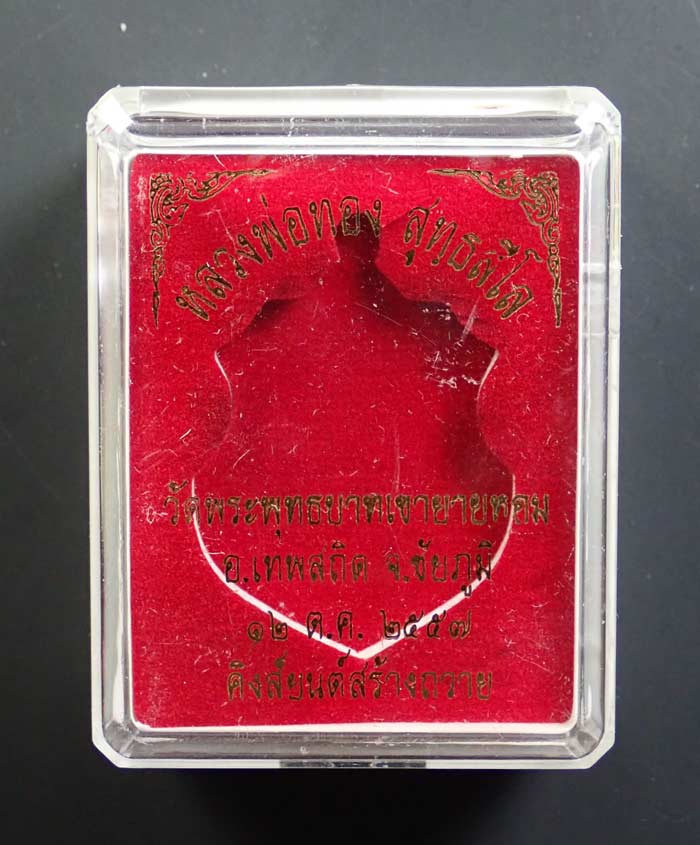 หลวงพ่อทอง สุทธสีโล
วัดพระพุทธบาทเขายายหอม
อ.เทพสถิต จ.ชัยภูมิ
๑๒ ต.ค. ๒๕๕๗
คิงส์ยนต์สร้างถวาย